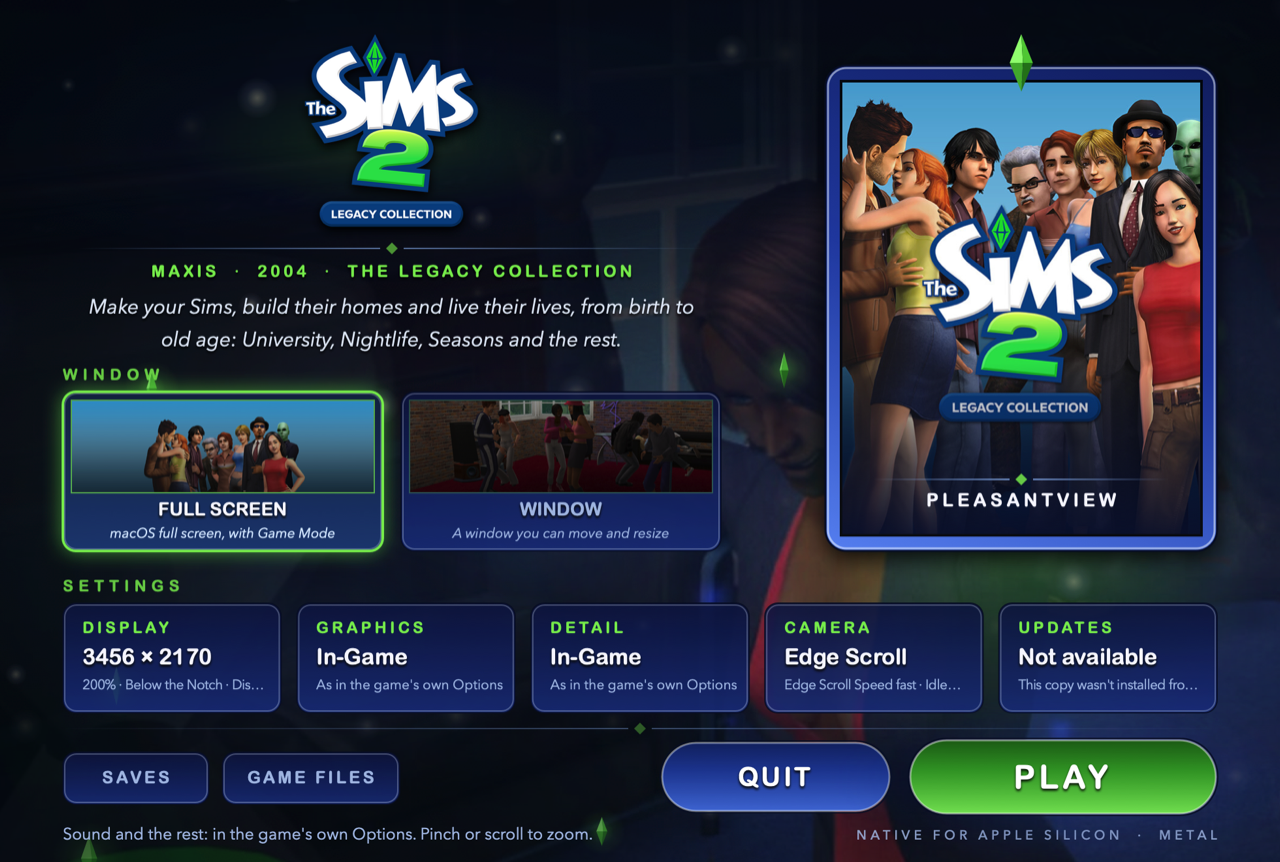 The Sims 2
LEGACY COLLECTION
MAXIS · 2004 · THE LEGACY COLLECTION
Make your Sims, build their homes and live their lives, from birth to
old age: University, Nightlife, Seasons and the rest.
The Sims 2
LEGACY COLLECTION
PLEASANTVIEW
WINDOW
FULL SCREEN
macOS full screen, with Game Mode
WINDOW
A window you can move and resize
SETTINGS
DISPLAY
3456 × 2170
200% · Below the Notch · Dis…
GRAPHICS
In-Game
As in the game's own Options
DETAIL
In-Game
As in the game's own Options
CAMERA
Edge Scroll
Edge Scroll Speed fast · Idle…
UPDATES
Not available
This copy wasn't installed fro…
SAVES
GAME FILES
QUIT
PLAY
Sound and the rest: in the game's own Options. Pinch or scroll to zoom.
NATIVE FOR APPLE SILICON · METAL